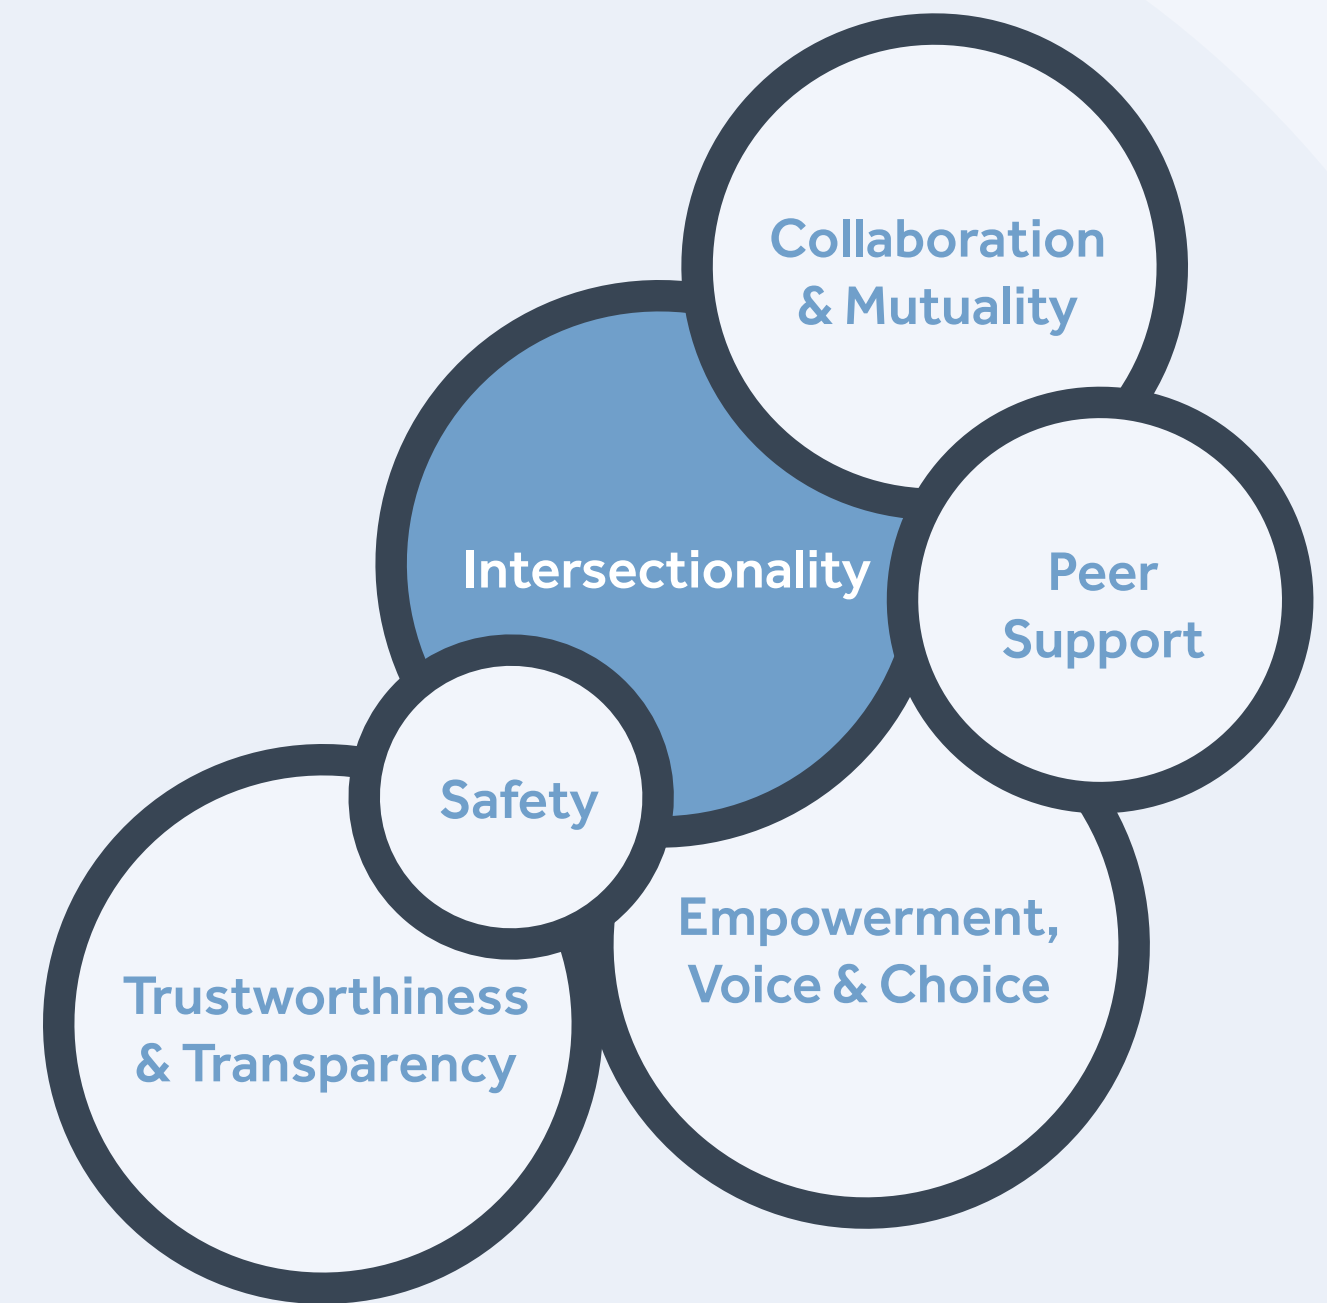 Collaboration
& Mutuality
Intersectionality
Peer
Support
Safety
Empowerment,
Voice & Choice
Trustworthiness
& Transparency